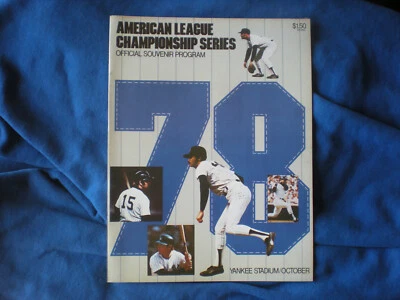 AMERICAN LEAGUE
CHAMPIONSHIP SERIES
OFFICIAL SOUVENIR PROGRAM
$1.50
78
15
YANKEE STADIUM/OCTOBER